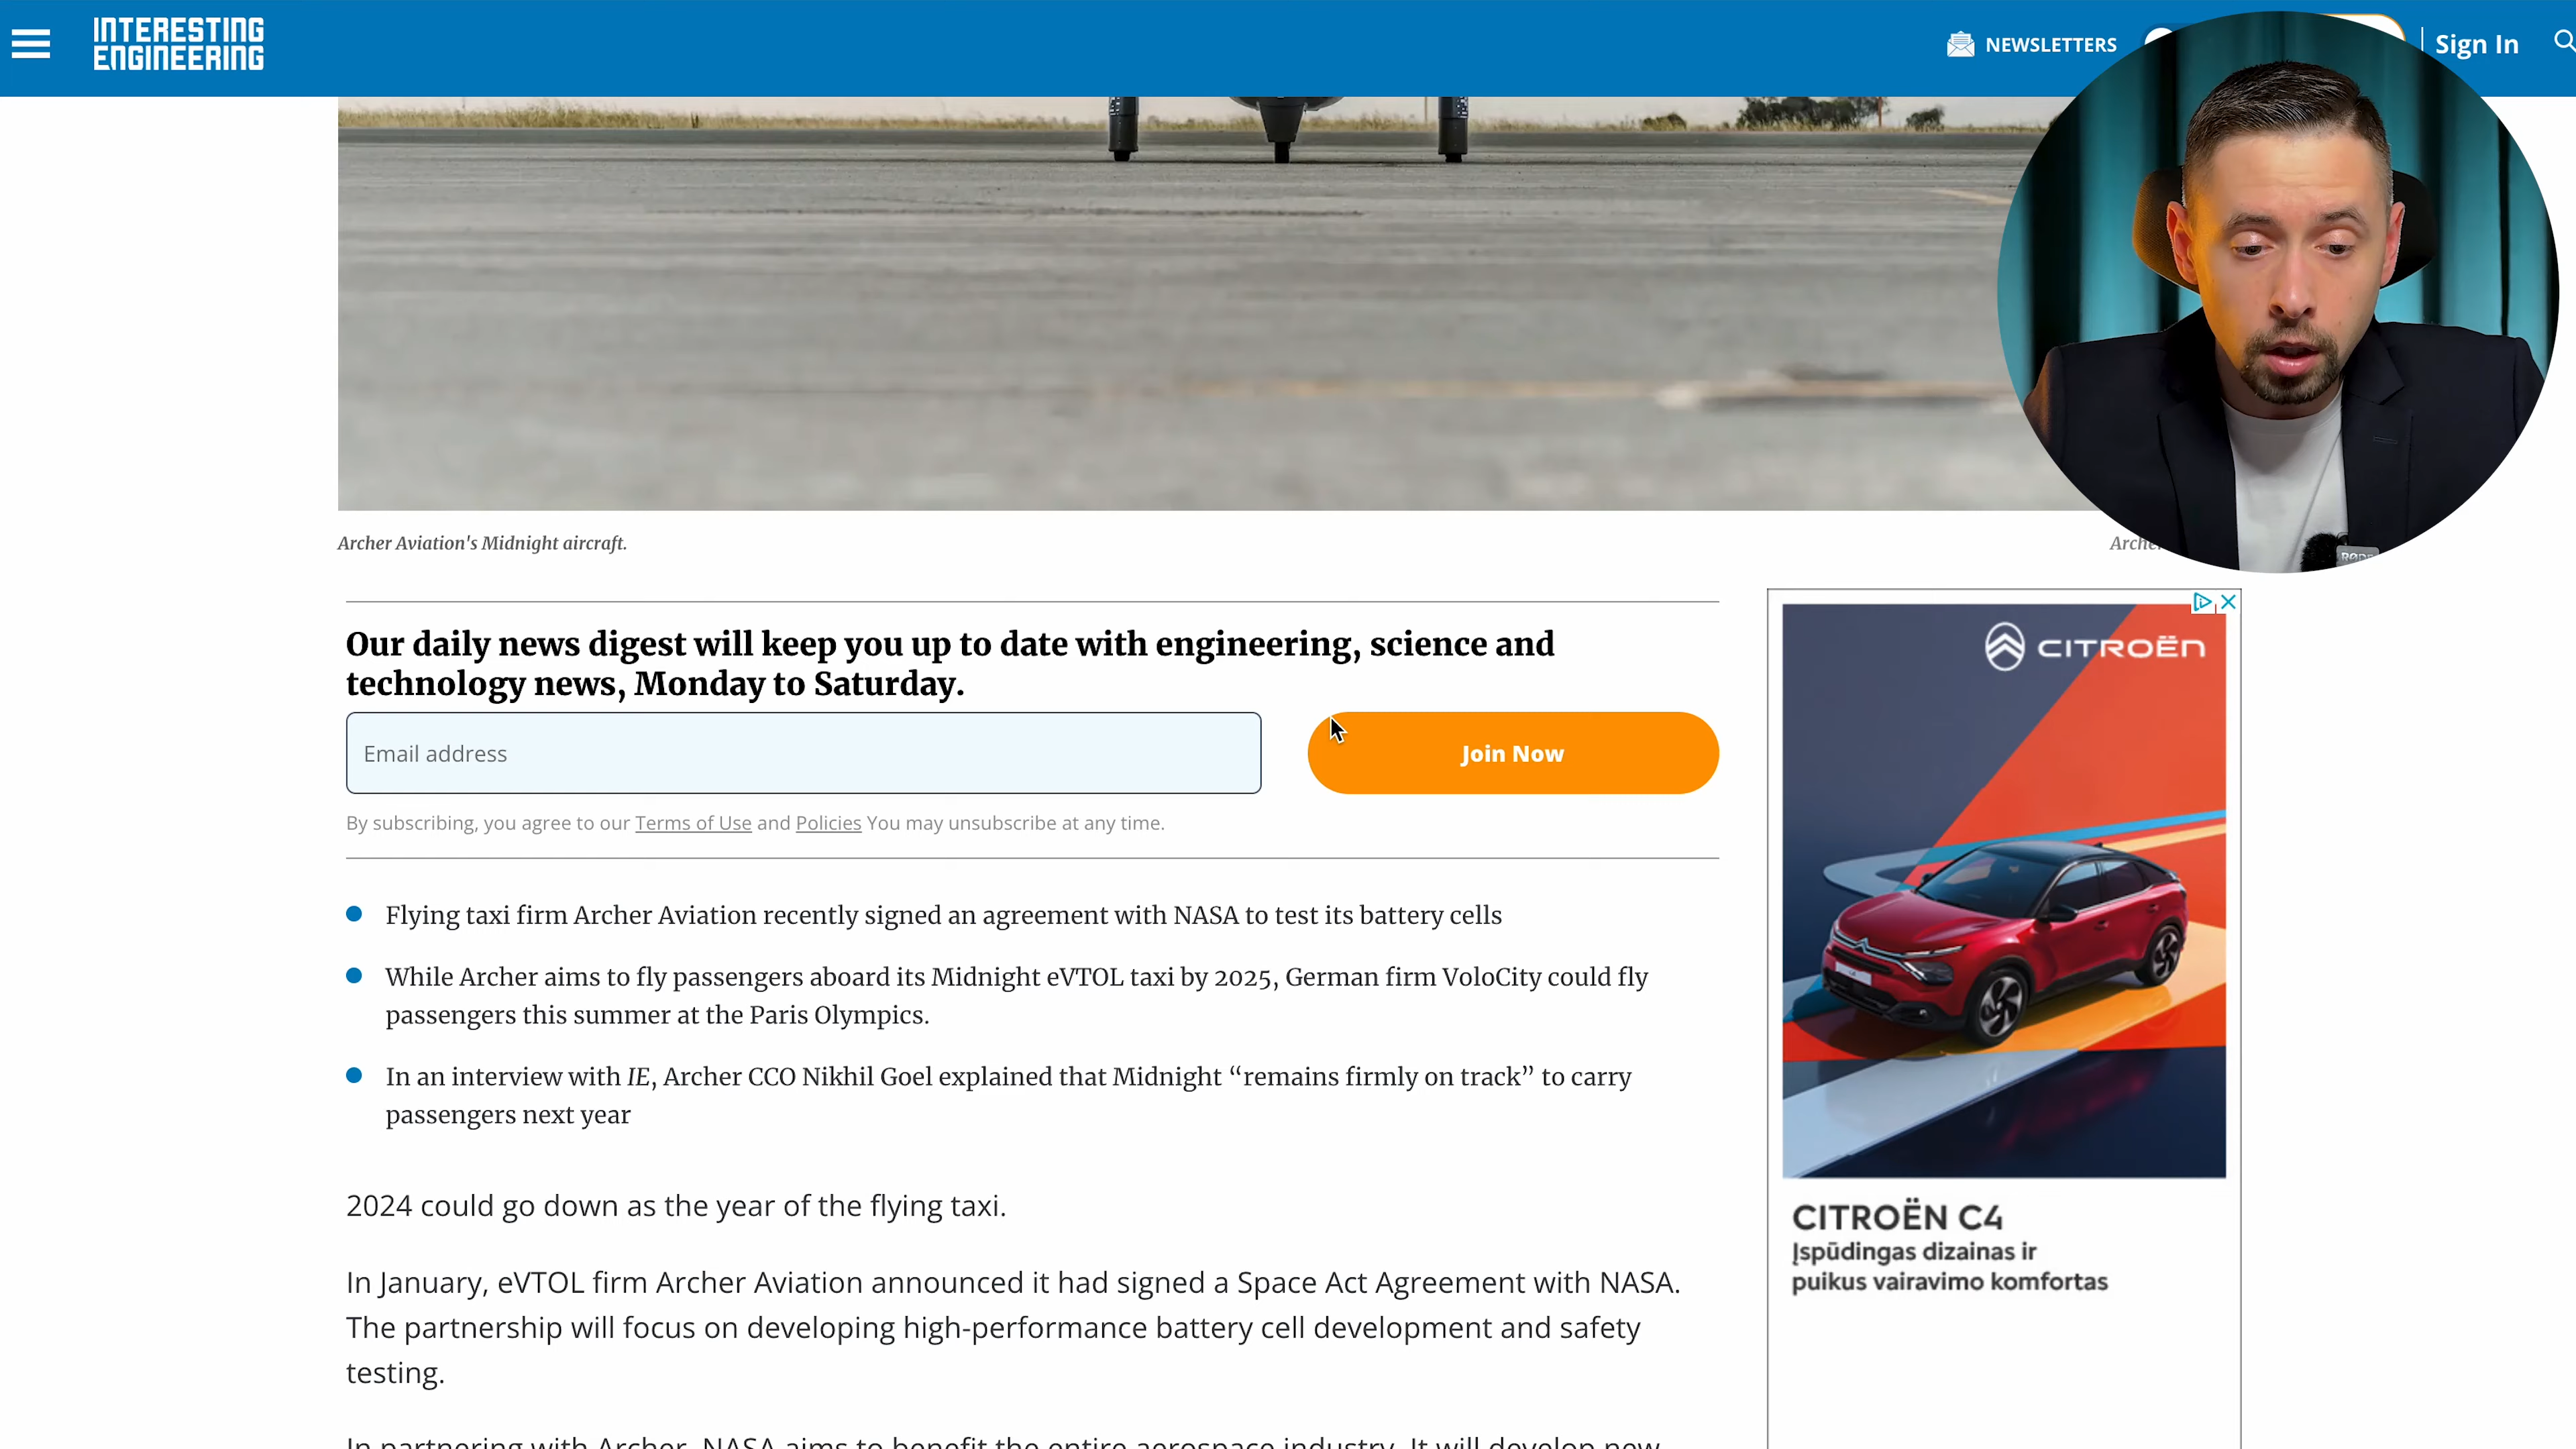 INTERESTING
ENGINEERING
NEWSLETTERS
Sign In
Archer Aviation's Midnight aircraft.
RØDE
Our daily news digest will keep you up to date with engineering, science and
technology news, Monday to Saturday.
Email address
Join Now
By subscribing, you agree to our Terms of Use and Policies You may unsubscribe at any time.
Flying taxi firm Archer Aviation recently signed an agreement with NASA to test its battery cells
While Archer aims to fly passengers aboard its Midnight eVTOL taxi by 2025, German firm VoloCity could fly
passengers this summer at the Paris Olympics.
In an interview with IE, Archer CCO Nikhil Goel explained that Midnight “remains firmly on track” to carry
passengers next year
2024 could go down as the year of the flying taxi.
In January, eVTOL firm Archer Aviation announced it had signed a Space Act Agreement with NASA.
The partnership will focus on developing high-performance battery cell development and safety
testing.
In partnering with Archer, NASA aims to benefit the entire aerospace industry. It will develop new
CITROËN
CITROËN C4
Įspūdingas dizainas ir
puikus vairavimo komfortas